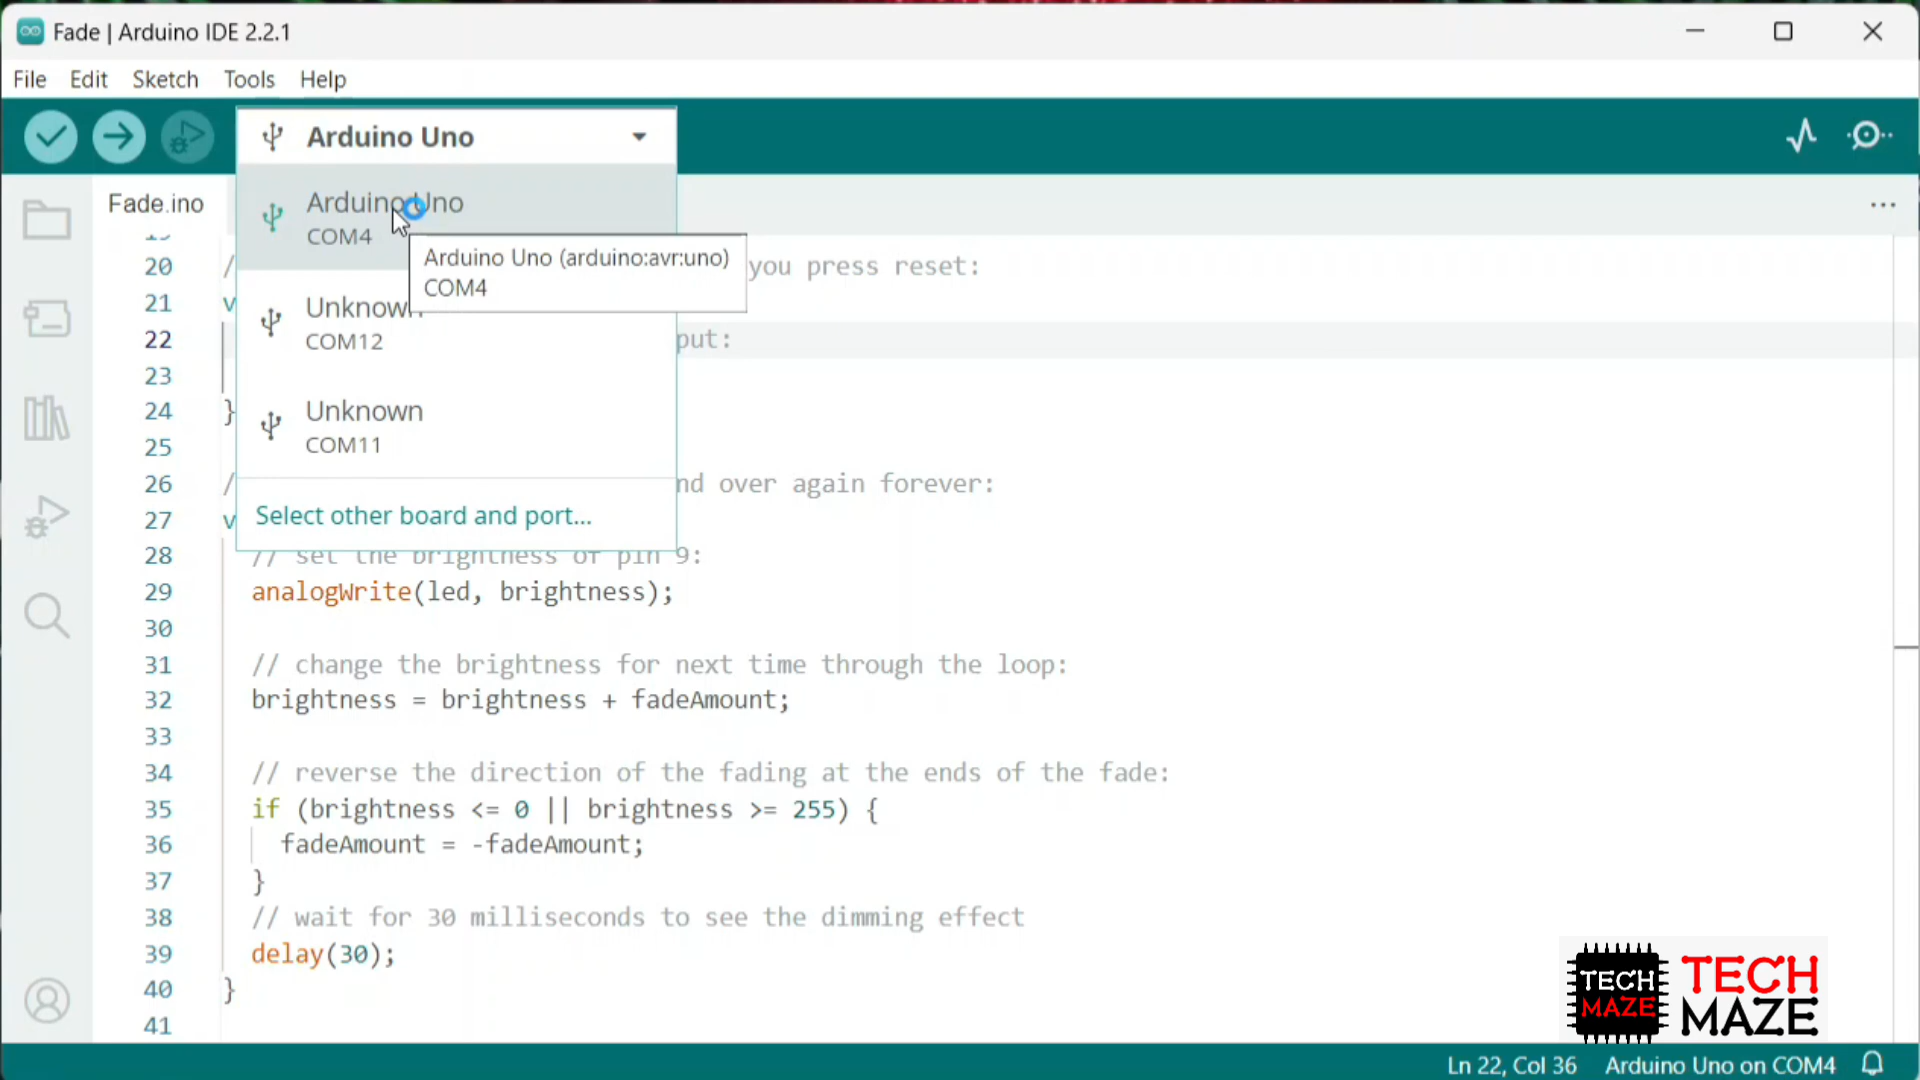 Fade | Arduino IDE 2.2.1
File Edit Sketch Tools Help
Arduino Uno
Fade.ino
Arduino Uno
COM4
Arduino Uno (arduino:avr:uno)
COM4
Unknown
COM12
Unknown
COM11
Select other board and port...
20 / you press reset:
21 v
22 put:
23
24 }
25
26 / nd over again forever:
27 v
28 // set the brightness of pin 9:
29 analogWrite(led, brightness);
30
31 // change the brightness for next time through the loop:
32 brightness = brightness + fadeAmount;
33
34 // reverse the direction of the fading at the ends of the fade:
35 if (brightness <= 0 || brightness >= 255) {
36 fadeAmount = -fadeAmount;
37 }
38 // wait for 30 milliseconds to see the dimming effect
39 delay(30);
40 }
41
TECH
MAZE
TECH
MAZE
Ln 22, Col 36 Arduino Uno on COM4